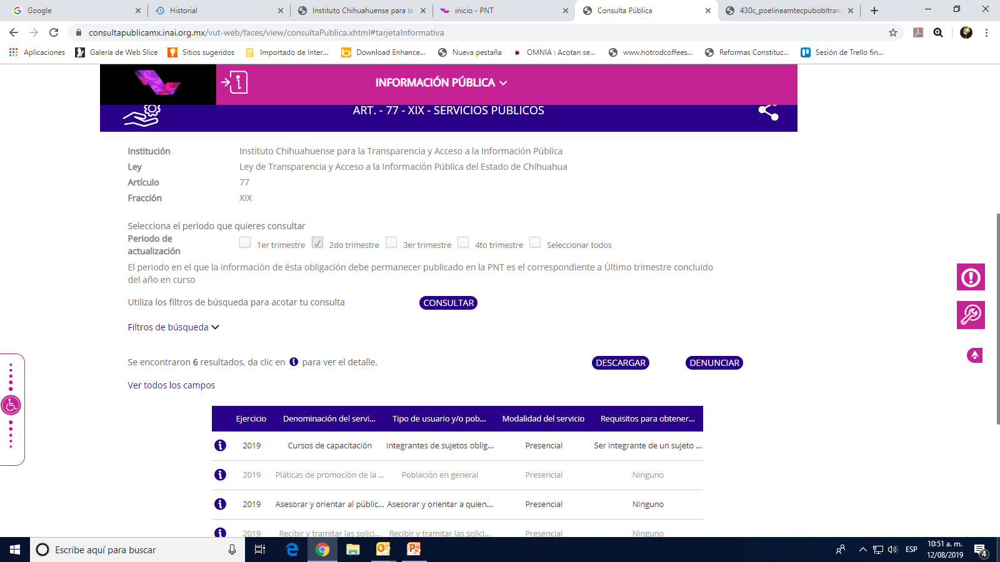 Google
Historial
Instituto Chihuahuense para la
inicio - PNT
Consulta Pública
430c_poelineamtecpubobltrans
consultapublicamx.inai.org.mx/vut-web/faces/view/consultaPublica.xhtml#tarjetaInformativa
Aplicaciones
Galería de Web Slice
Sitios sugeridos
Importado de Inter...
Download Enhance...
Nueva pestaña
OMNIA : Acotan se...
www.hotrodcoffees...
Reformas Constituc...
Sesión de Trello fin...
INFORMACIÓN PÚBLICA
ART. - 77 - XIX - SERVICIOS PÚBLICOS
Institución Instituto Chihuahuense para la Transparencia y Acceso a la Información Pública
Ley Ley de Transparencia y Acceso a la Información Pública del Estado de Chihuahua
Artículo 77
Fracción XIX
Selecciona el periodo que quieres consultar
Periodo de actualización
1er trimestre 2do trimestre 3er trimestre 4to trimestre Seleccionar todos
El periodo en el que la información de ésta obligación debe permanecer publicado en la PNT es el correspondiente a Último trimestre concluido
del año en curso
Utiliza los filtros de búsqueda para acotar tu consulta CONSULTAR
Filtros de búsqueda
Se encontraron 6 resultados, da clic en i para ver el detalle. DESCARGAR DENUNCIAR
Ver todos los campos
Ejercicio Denominación del servi... Tipo de usuario y/o pob... Modalidad del servicio Requisitos para obtener...
2019 Cursos de capacitación Integrantes de sujetos oblig... Presencial Ser integrante de un sujeto ...
2019 Pláticas de promoción de la ... Población en general Presencial Ninguno
2019 Asesorar y orientar al públic... Asesorar y orientar a quien... Presencial Ninguno
2019 Recibir y tramitar las solici... Recibir y tramitar las solici... Presencial Ninguno
Escribe aquí para buscar
ESP
10:51 a. m.
12/08/2019
4